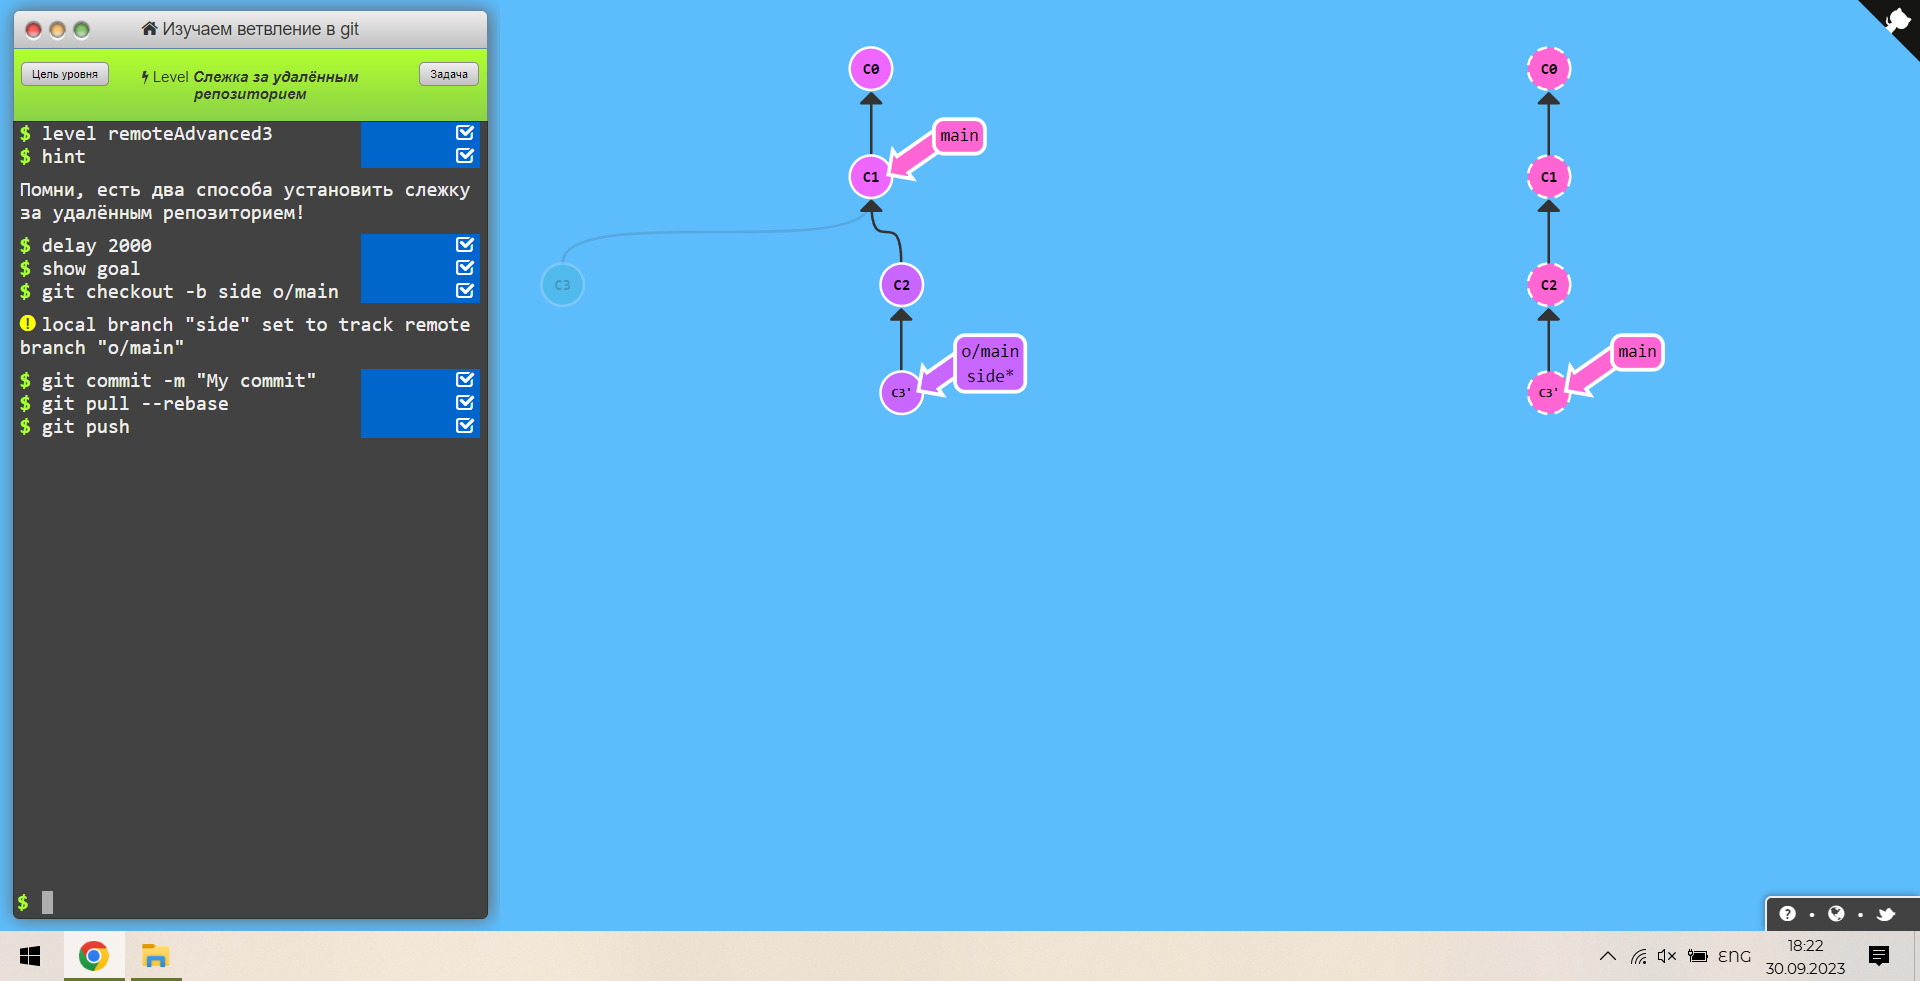 Изучаем ветвление в git
Цель уровня
Level Слежка за удалённым
репозиторием
Задача
$ level remoteAdvanced3
$ hint
Помни, есть два способа установить слежку
за удалённым репозиторием!
$ delay 2000
$ show goal
$ git checkout -b side o/main
local branch "side" set to track remote
branch "o/main"
$ git commit -m "My commit"
$ git pull --rebase
$ git push
$
C0
main
C1
C3
C2
o/main
side*
C3'
C0
C1
C2
main
C3'
ENG
18:22
30.09.2023